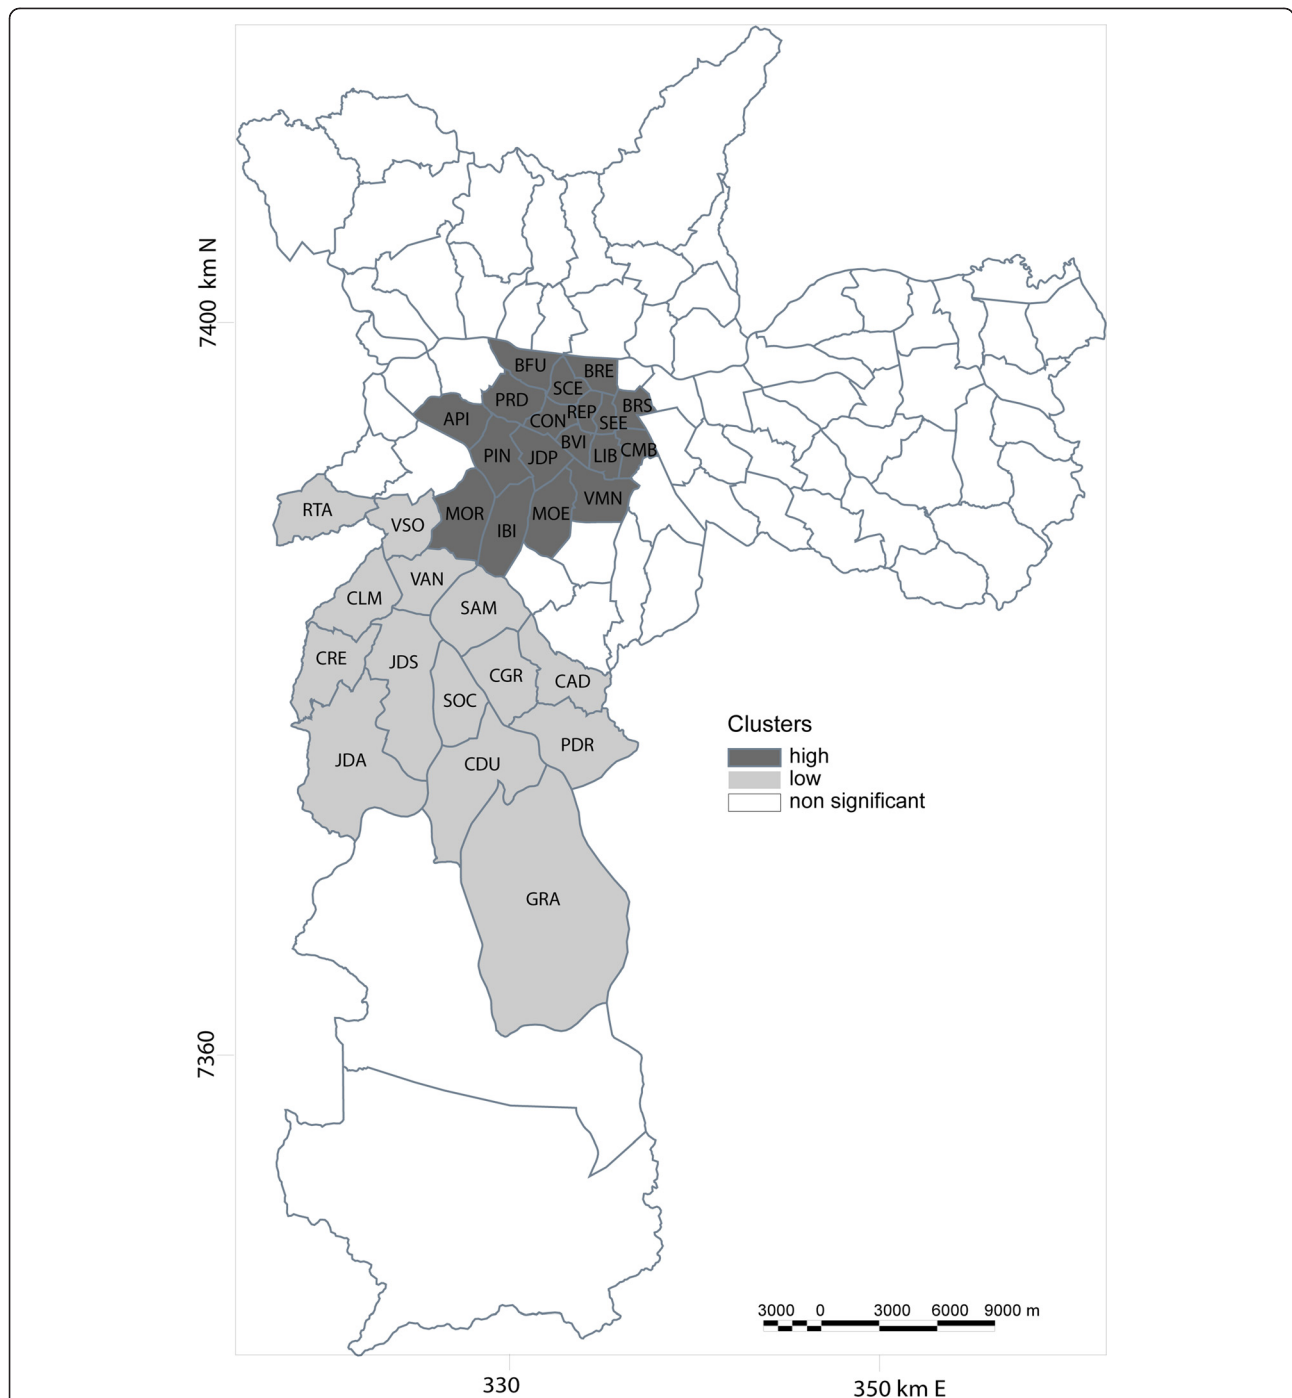 7400 km N
BFU
BRE
SCE
PRD
BRS
REP
API
CON
SEE
BVI
CMB
PIN
JDP
LIB
VMN
RTA
MOR
MOE
VSO
IBI
VAN
CLM
SAM
CRE
JDS
CGR
CAD
SOC
Clusters
high
low
non significant
PDR
JDA
CDU
GRA
7360
3000 0 3000 6000 9000 m
330
350 km E